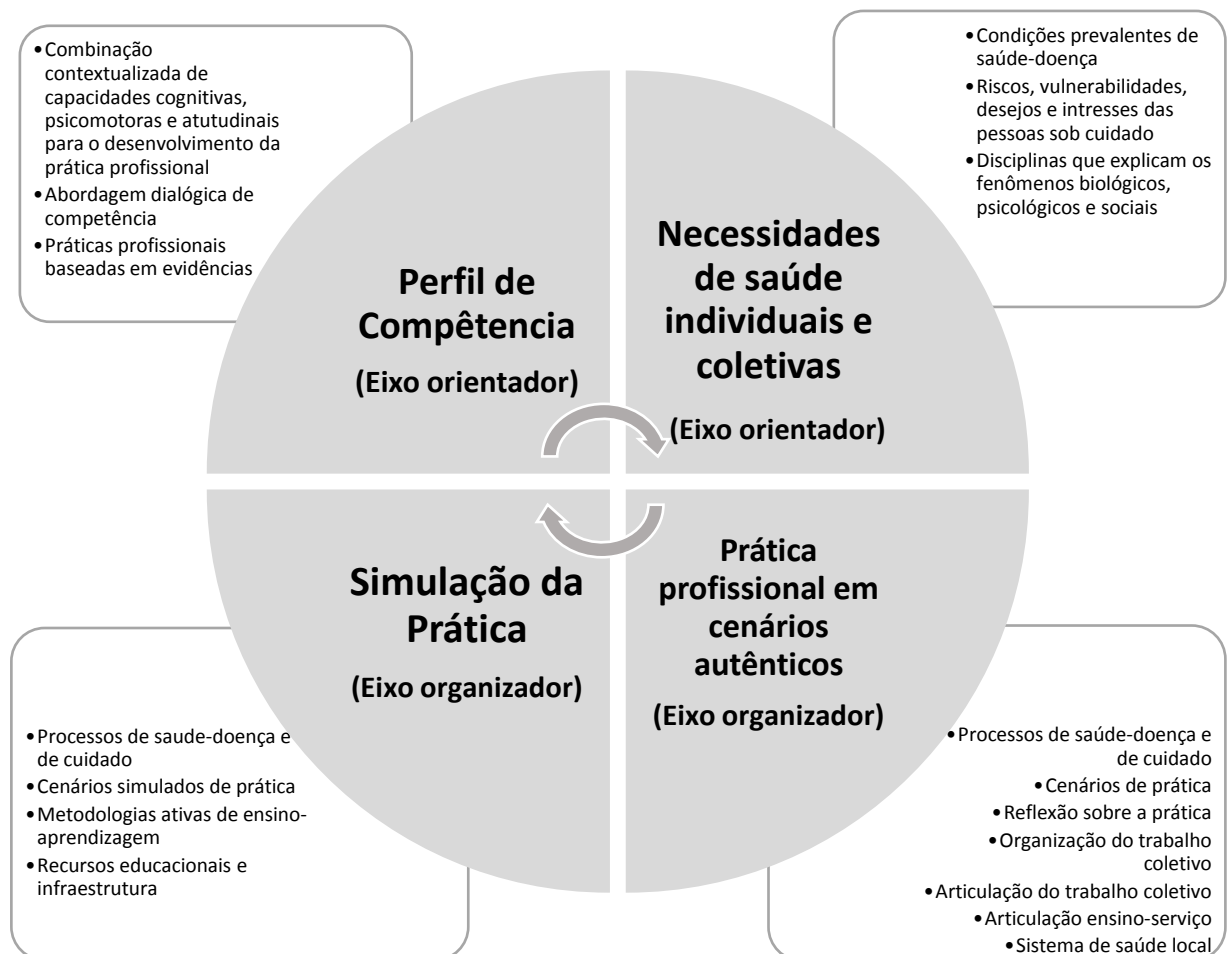 •Combinação
contextualizada de
capacidades cognitivas,
psicomotoras e atutudinais
para o desenvolvimento da
prática profissional
•Abordagem dialógica de
competência
•Práticas profissionais
baseadas em evidências
•Condições prevalentes de
saúde-doença
•Riscos, vulnerabilidades,
desejos e intresses das
pessoas sob cuidado
•Disciplinas que explicam os
fenômenos biológicos,
psicológicos e sociais
Perfil de
Compêtencia
(Eixo orientador)
Necessidades
de saúde
individuais e
coletivas
(Eixo orientador)
Simulação da
Prática
(Eixo organizador)
Prática
profissional em
cenários
autênticos
(Eixo organizador)
•Processos de saude-doença e
de cuidado
•Cenários simulados de prática
•Metodologias ativas de ensino-
aprendizagem
•Recursos educacionais e
infraestrutura
•Processos de saúde-doença e
de cuidado
•Cenários de prática
•Reflexão sobre a prática
•Organização do trabalho
coletivo
•Articulação do trabalho coletivo
•Articulação ensino-serviço
•Sistema de saúde local